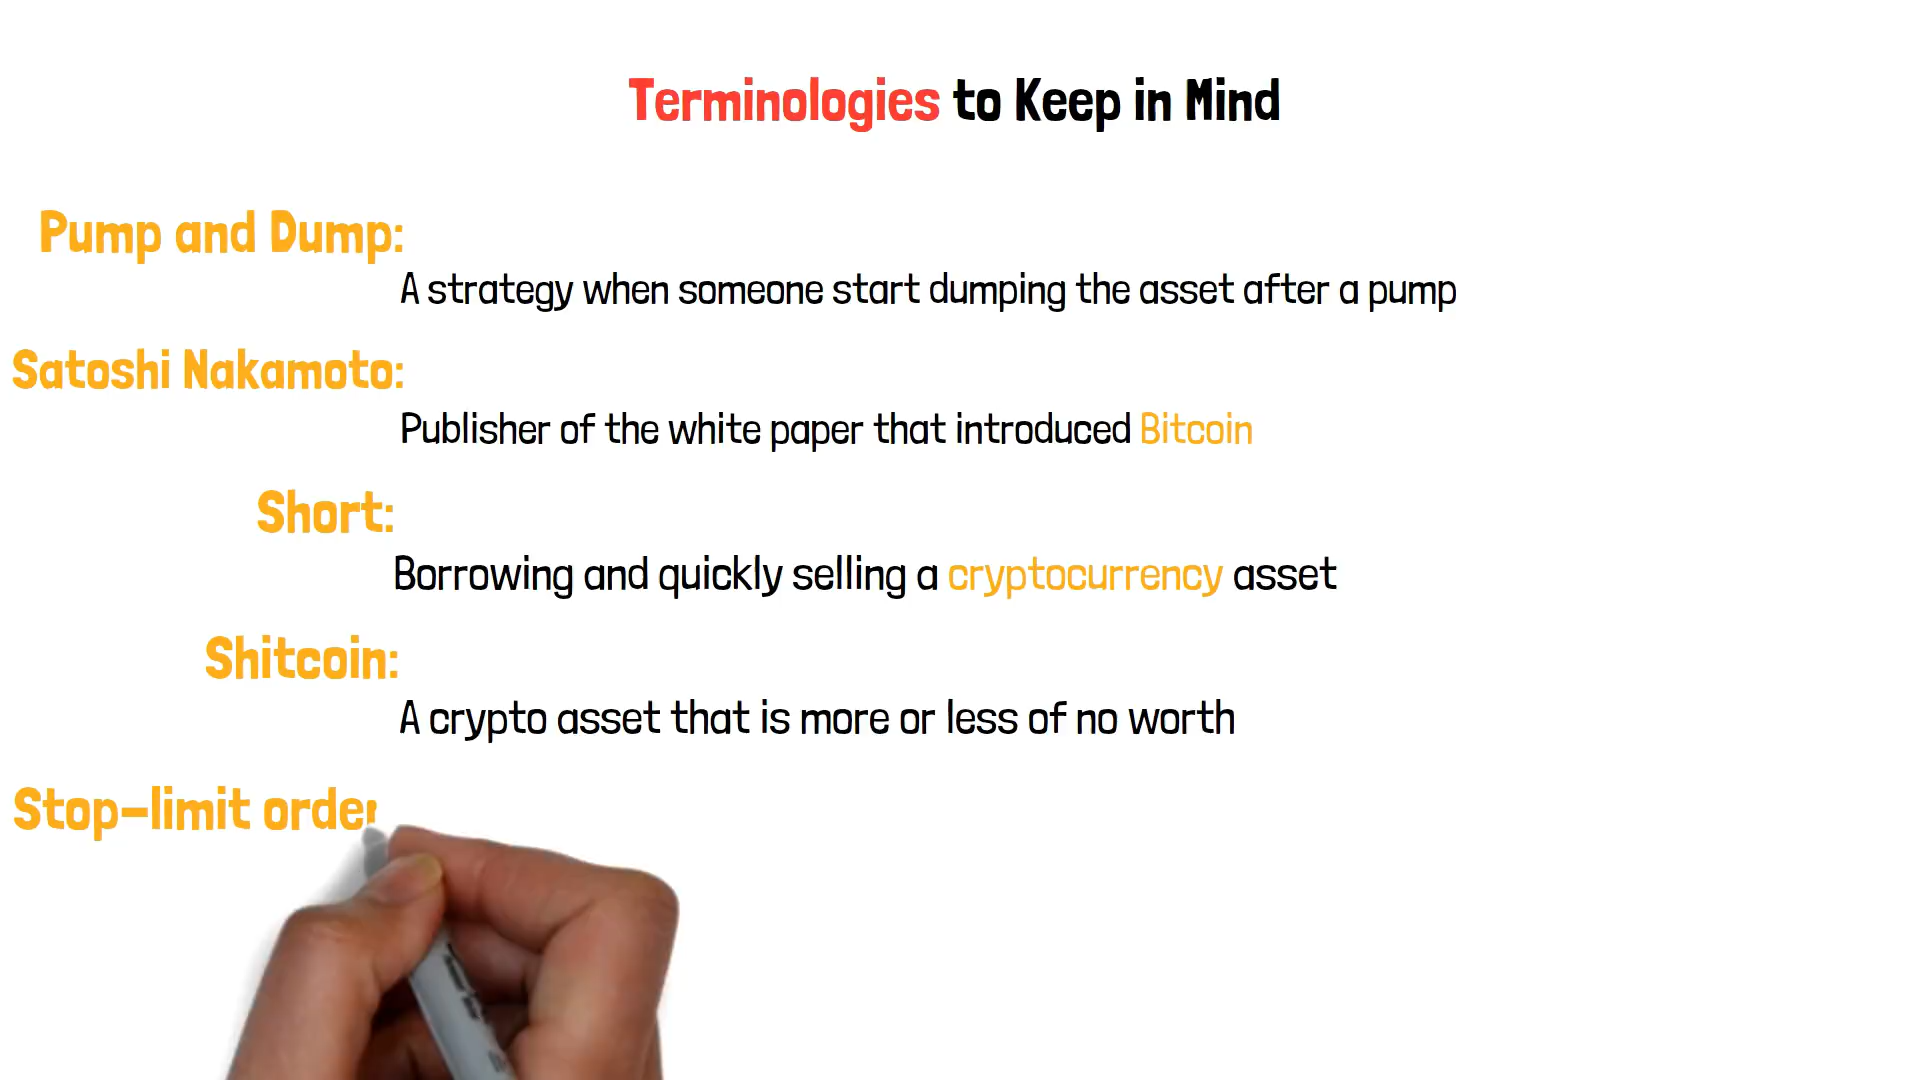 Terminologies to Keep in Mind
Pump and Dump:
A strategy when someone start dumping the asset after a pump
Satoshi Nakamoto:
Publisher of the white paper that introduced Bitcoin
Short:
Borrowing and quickly selling a cryptocurrency asset
Shitcoin:
A crypto asset that is more or less of no worth
Stop-limit order